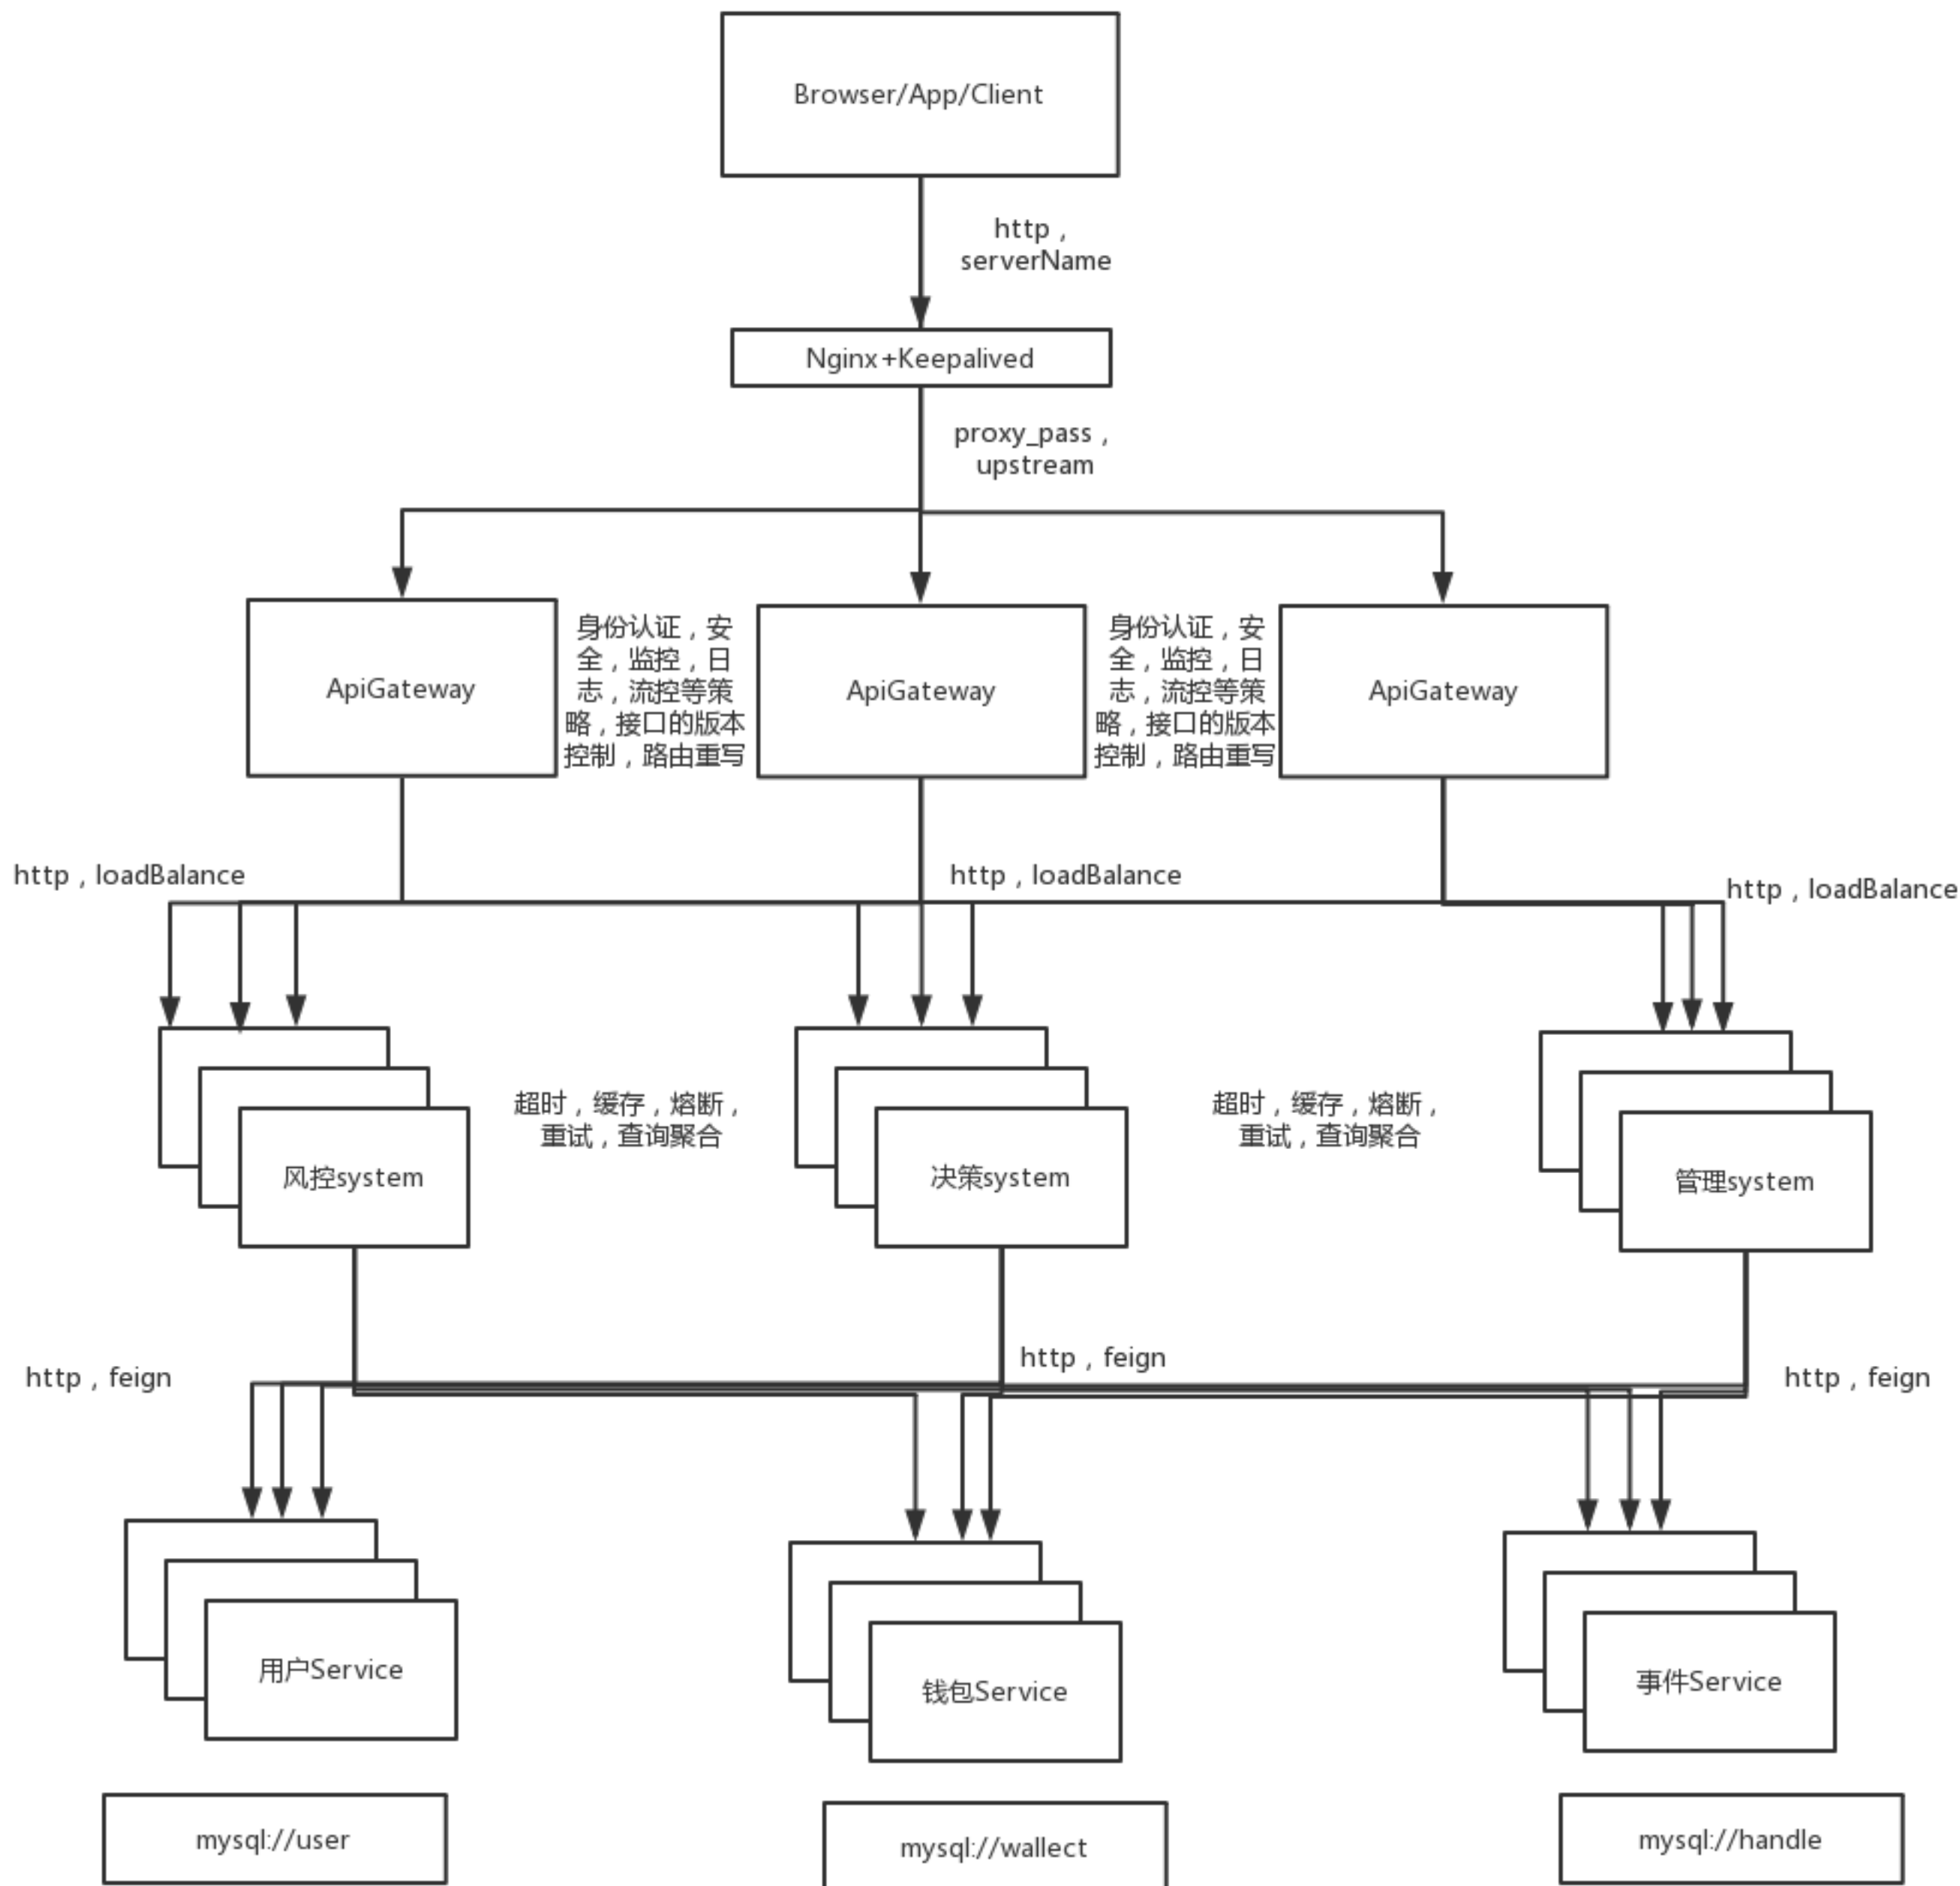 Browser/App/Client
http，
serverName
Nginx+Keepalived
proxy_pass，
upstream
ApiGateway
身份认证，安
全，监控，日
志，流控等策
略，接口的版本
控制，路由重写
ApiGateway
身份认证，安
全，监控，日
志，流控等策
略，接口的版本
控制，路由重写
ApiGateway
http，loadBalance
http，loadBalance
http，loadBalance
风控system
超时，缓存，熔断，
重试，查询聚合
决策system
超时，缓存，熔断，
重试，查询聚合
管理system
http，feign
http，feign
http，feign
用户Service
钱包Service
事件Service
mysql://user
mysql://wallect
mysql://handle